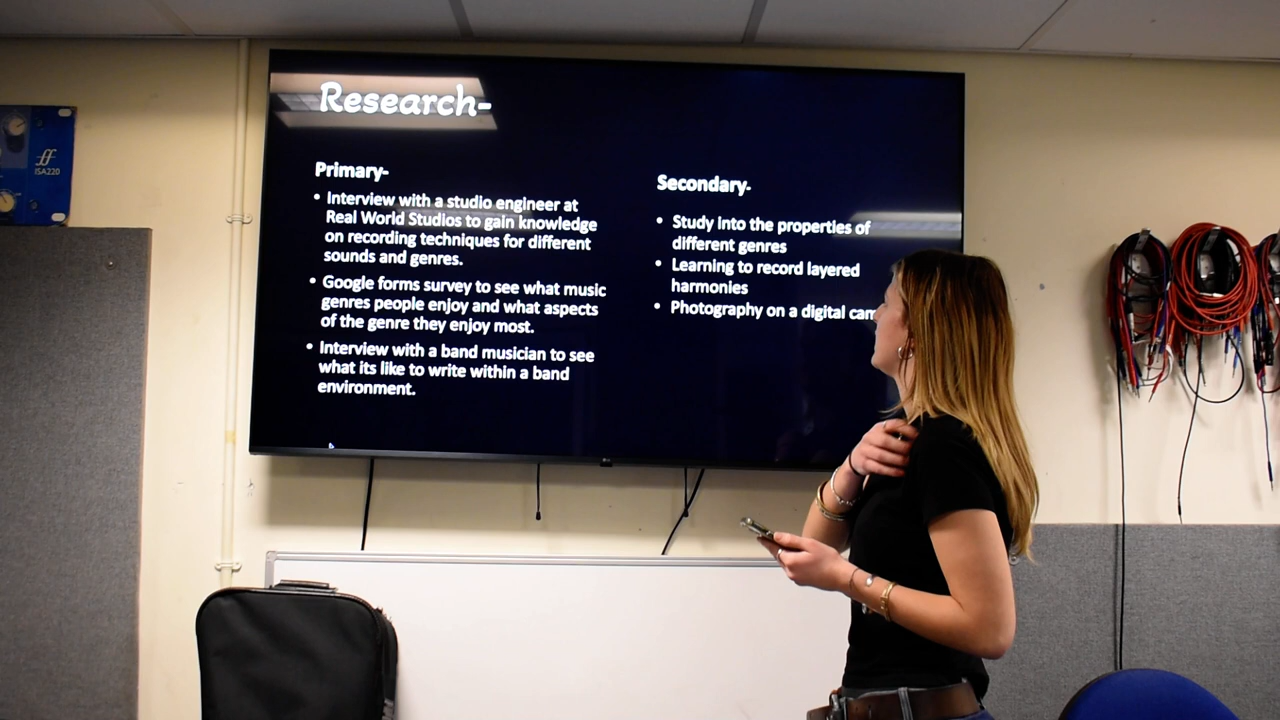 Research-
Primary-
• Interview with a studio engineer at
Real World Studios to gain knowledge
on recording techniques for different
sounds and genres.
• Google forms survey to see what music
genres people enjoy and what aspects
of the genre they enjoy most.
• Interview with a band musician to see
what its like to write within a band
environment.
Secondary-
• Study into the properties of
different genres
• Learning to record layered
harmonies
• Photography on a digital cam
ff
ISA220
LG